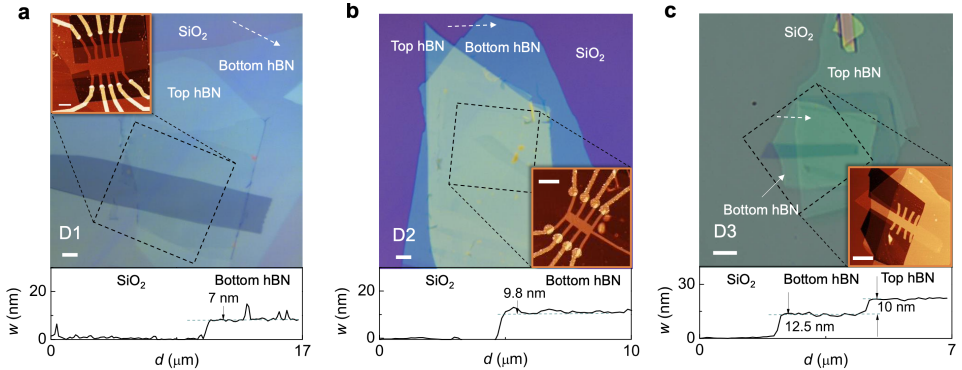 a
SiO₂
Bottom hBN
Top hBN
D1
SiO₂
Bottom hBN
7 nm
20
0
w (nm)
0
17
d (μm)
b
Top hBN
Bottom hBN
SiO₂
D2
SiO₂
9.8 nm
Bottom hBN
20
0
w (nm)
0
10
d (μm)
c
SiO₂
Top hBN
Bottom hBN
D3
SiO₂
Bottom hBN
Top hBN
12.5 nm
10 nm
30
0
w (nm)
0
7
d (μm)